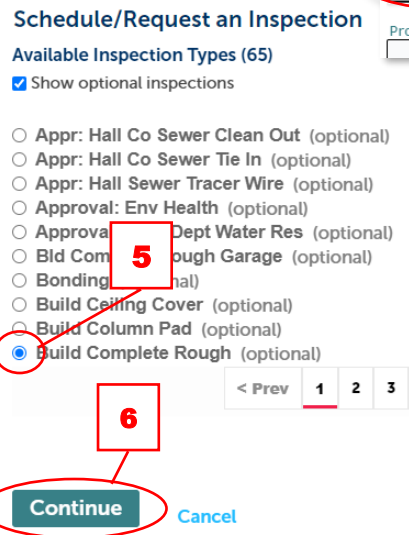 Schedule/Request an Inspection
Available Inspection Types (65)
Show optional inspections
Appr: Hall Co Sewer Clean Out (optional)
Appr: Hall Co Sewer Tie In (optional)
Appr: Hall Sewer Tracer Wire (optional)
Approval: Env Health (optional)
Dept Water Res (optional)
5
Bld Garage (optional)
Bonding
Build Ceiling Cover (optional)
Build Column Pad (optional)
Build Complete Rough (optional)
< Prev 1 2 3
6
Continue
Cancel